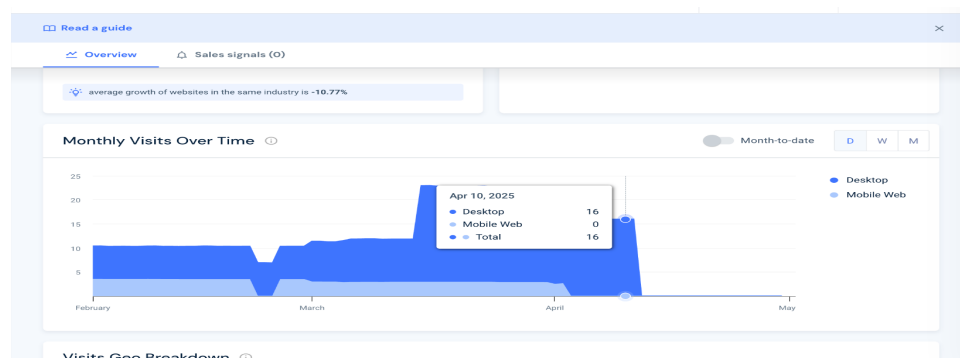 Read a guide
Overview
Sales signals (0)
average growth of websites in the same industry is -10.77%
Monthly Visits Over Time
Month-to-date
D W M
25
20
15
10
5
Apr 10, 2025
Desktop 16
Mobile Web 0
Total 16
Desktop
Mobile Web
February March April May
Visits Geo Breakdown